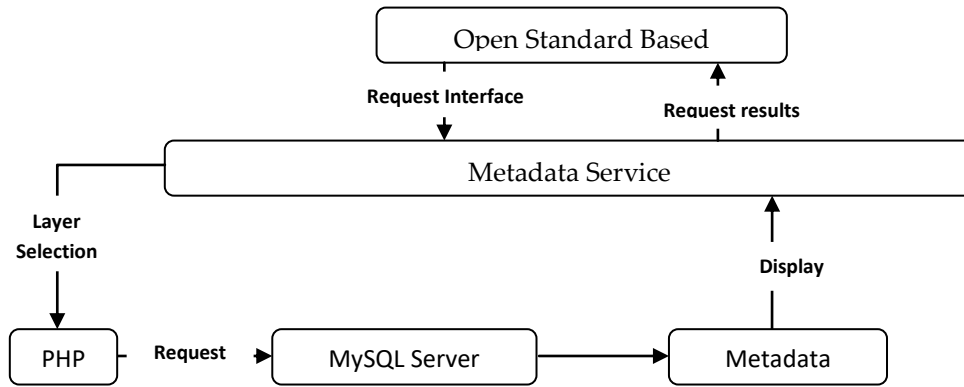 Open Standard Based
Request Interface
Request results
Metadata Service
Layer
Selection
Display
PHP
Request
MySQL Server
Metadata